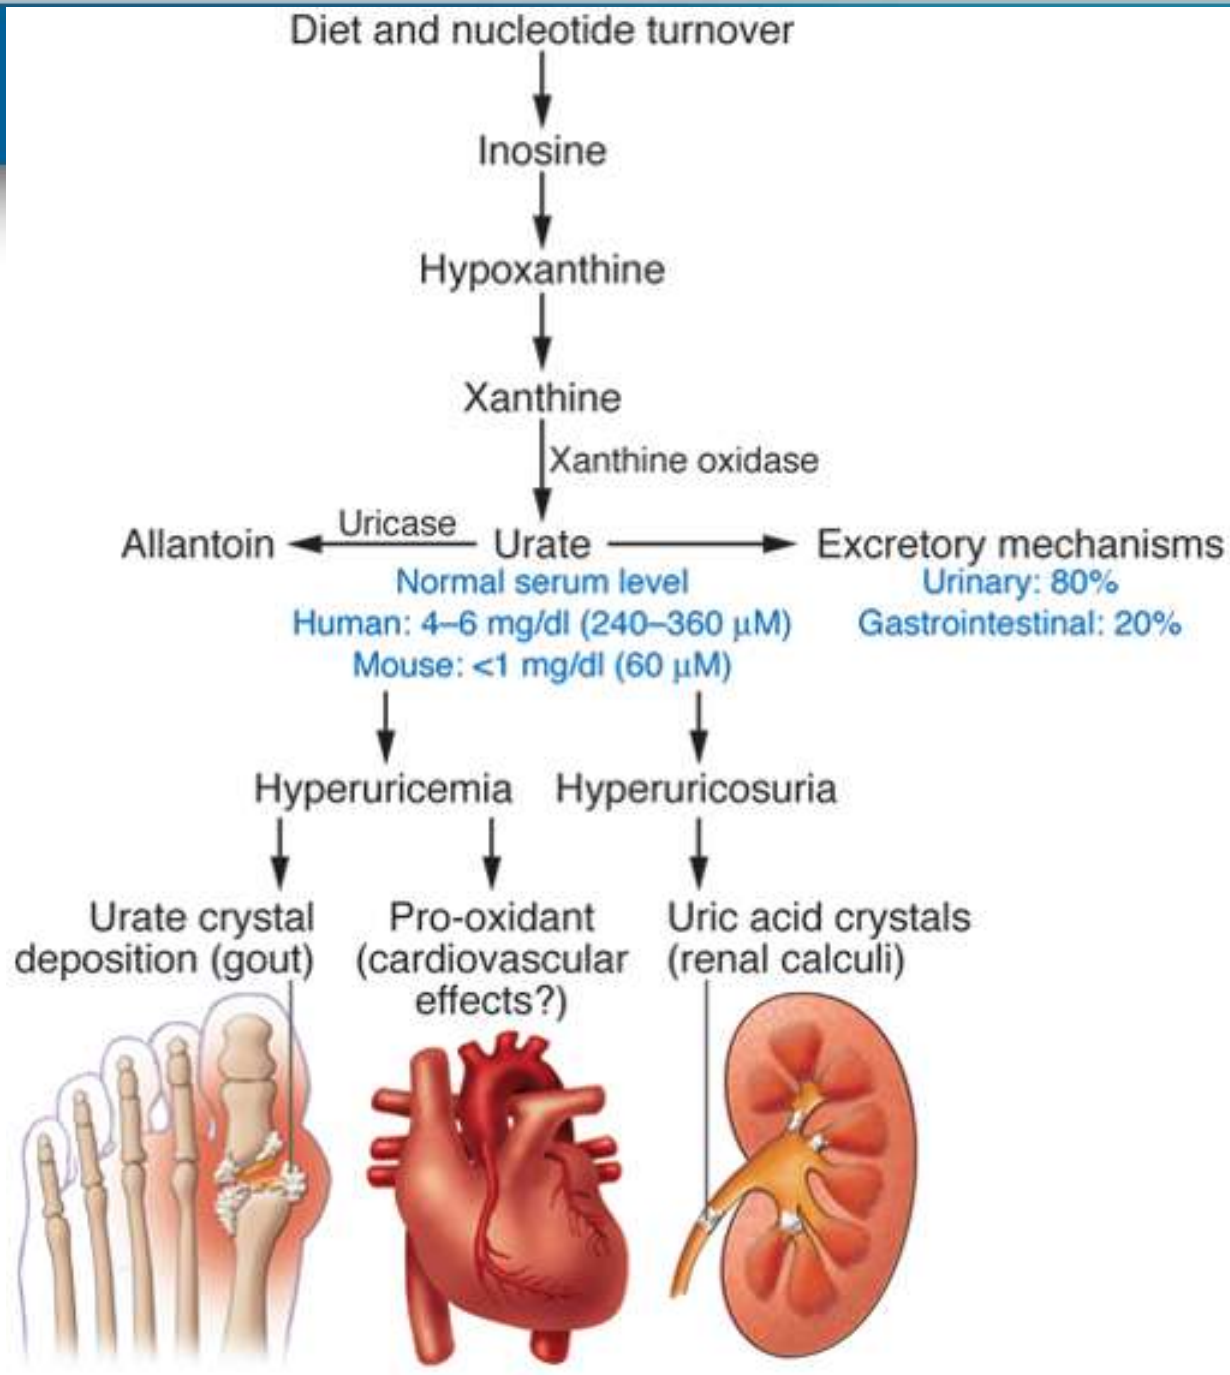 Diet and nucleotide turnover
Inosine
Hypoxanthine
Xanthine
Xanthine oxidase
Allantoin
Uricase
Urate
Excretory mechanisms
Normal serum level
Human: 4–6 mg/dl (240–360 µM)
Mouse: <1 mg/dl (60 µM)
Urinary: 80%
Gastrointestinal: 20%
Hyperuricemia
Hyperuricosuria
Urate crystal
deposition (gout)
Pro-oxidant
(cardiovascular
effects?)
Uric acid crystals
(renal calculi)